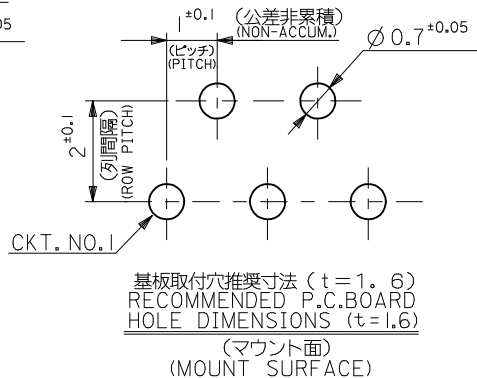 05
1±0.1
(公差非累積)
(NON-ACCUM.)
(ピッチ)
(PITCH)
Ø0.7±0.05
2±0.1
(列間隔)
(ROW PITCH)
CKT. NO.1
基板取付穴推奨寸法 (t=1. 6)
RECOMMENDED P.C.BOARD
HOLE DIMENSIONS (t=1.6)
(マウント面)
(MOUNT SURFACE)